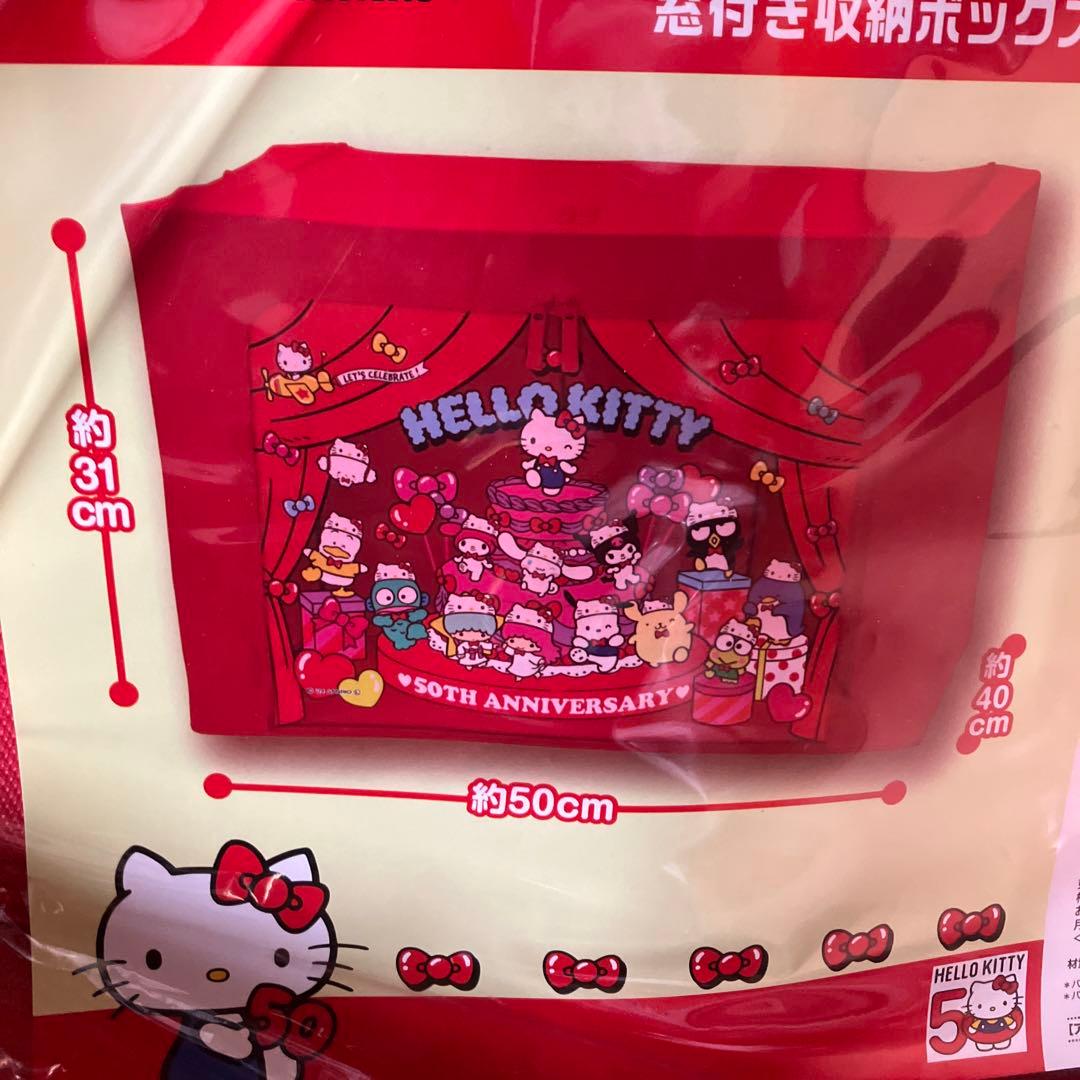 窓付き収納ボックス
LET'S CELEBRATE!
HELLO KITTY
約
31
cm
50TH ANNIVERSARY
約
40
cm
約50cm
50
HELLO KITTY
50